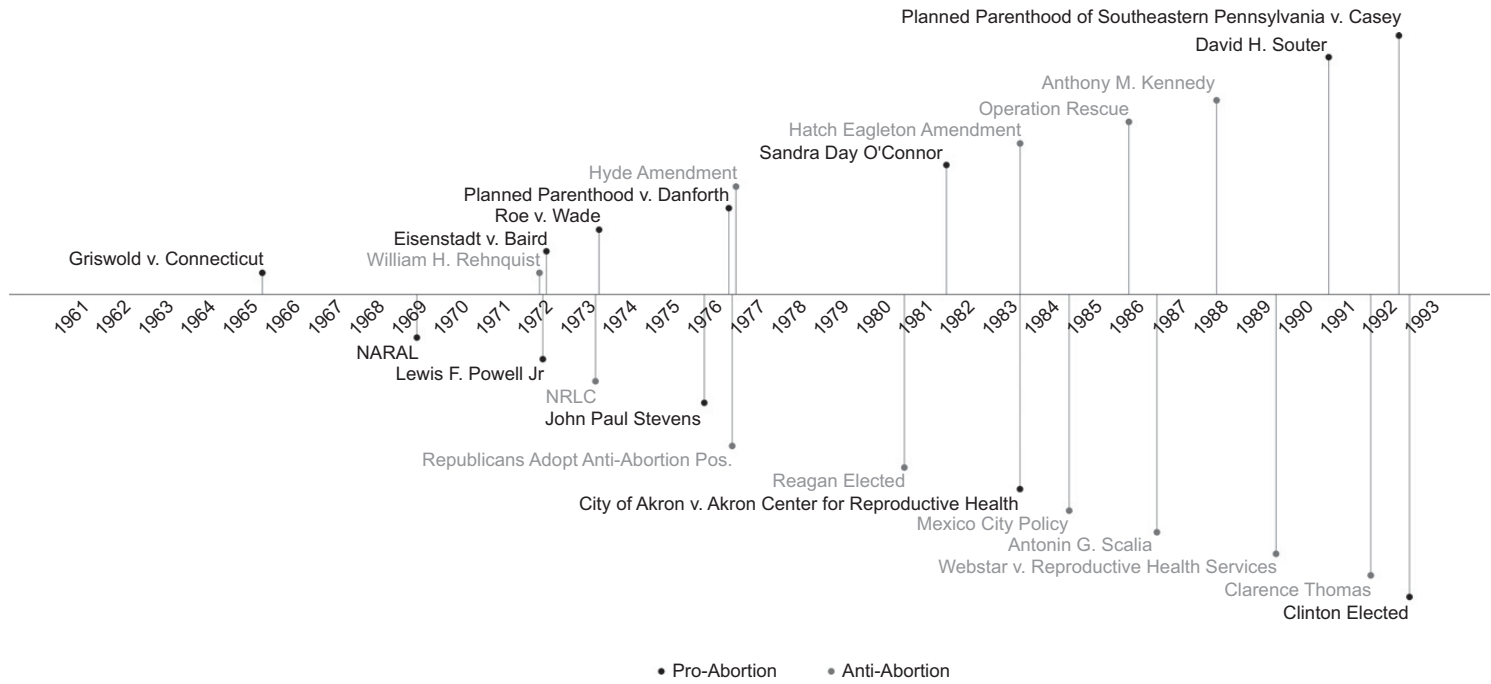 Planned Parenthood of Southeastern Pennsylvania v. Casey
David H. Souter
Anthony M. Kennedy
Operation Rescue
Hatch Eagleton Amendment
Sandra Day O'Connor
Hyde Amendment
Planned Parenthood v. Danforth
Roe v. Wade
Eisenstadt v. Baird
Griswold v. Connecticut
William H. Rehnquist
1961 1962 1963 1964 1965 1966 1967 1968 1969 1970 1971 1972 1973 1974 1975 1976 1977 1978 1979 1980 1981 1982 1983 1984 1985 1986 1987 1988 1989 1990 1991 1992 1993
NARAL
Lewis F. Powell Jr
NRLC
John Paul Stevens
Republicans Adopt Anti-Abortion Pos.
Reagan Elected
City of Akron v. Akron Center for Reproductive Health
Mexico City Policy
Antonin G. Scalia
Webstar v. Reproductive Health Services
Clarence Thomas
Clinton Elected
Pro-Abortion Anti-Abortion